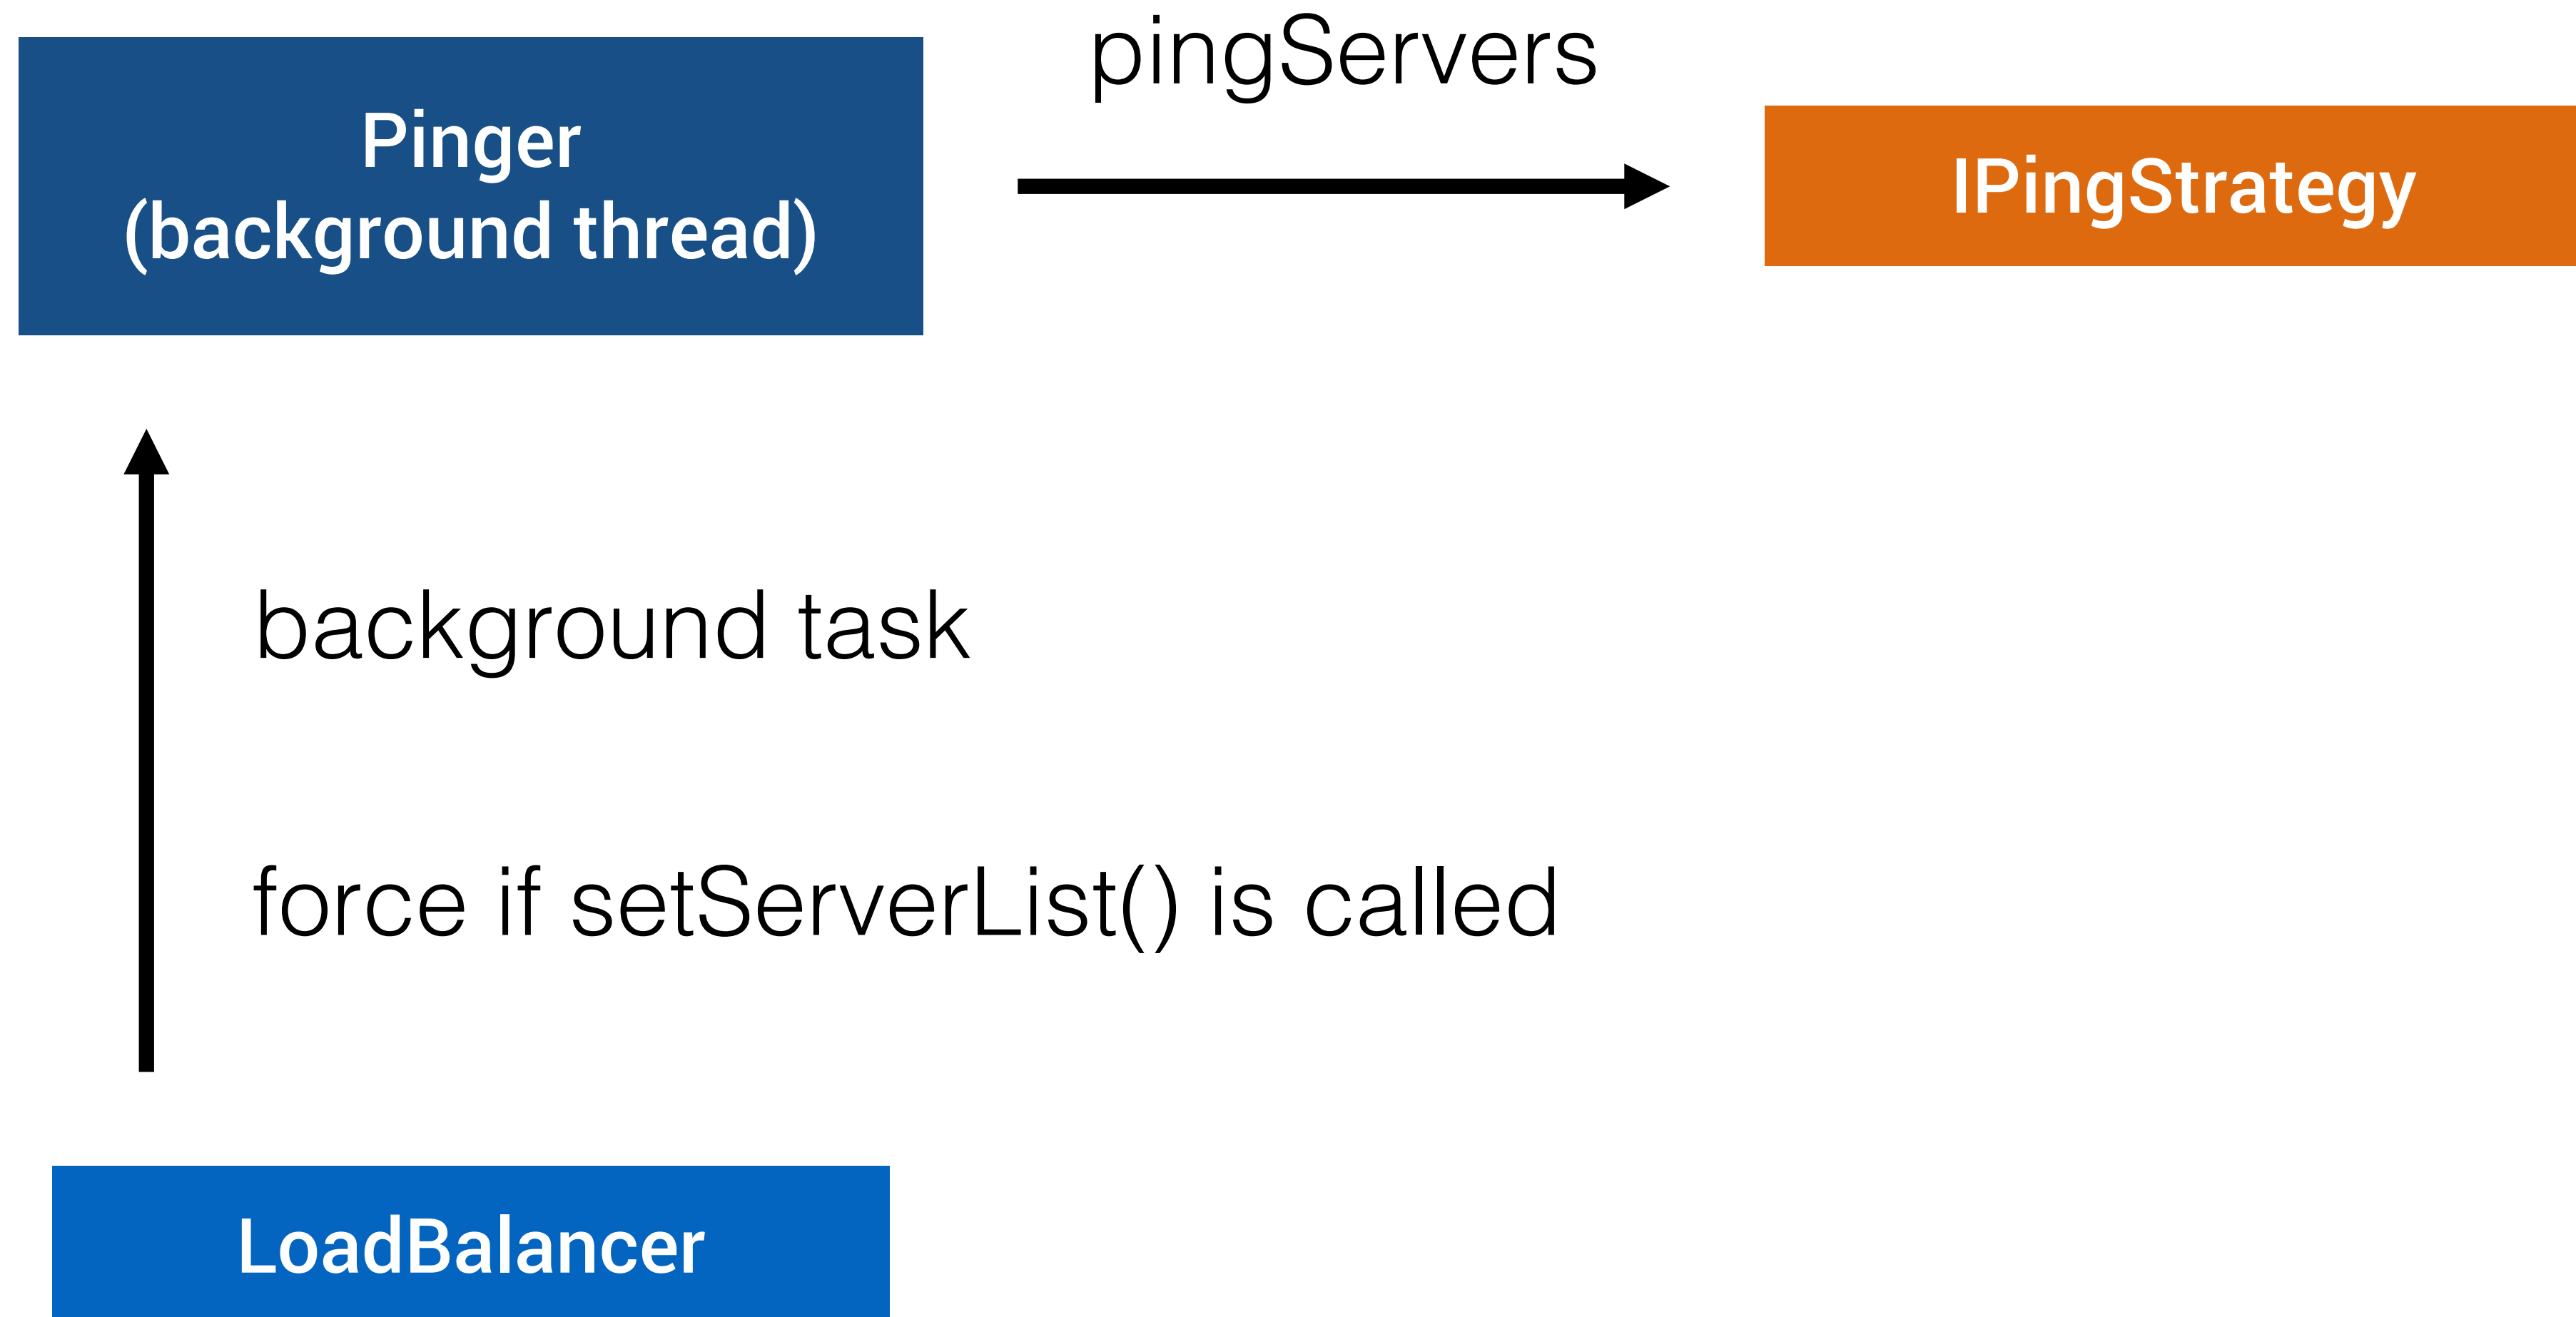 pingServers
Pinger
(background thread)
IPingStrategy
background task
force if setServerList() is called
LoadBalancer